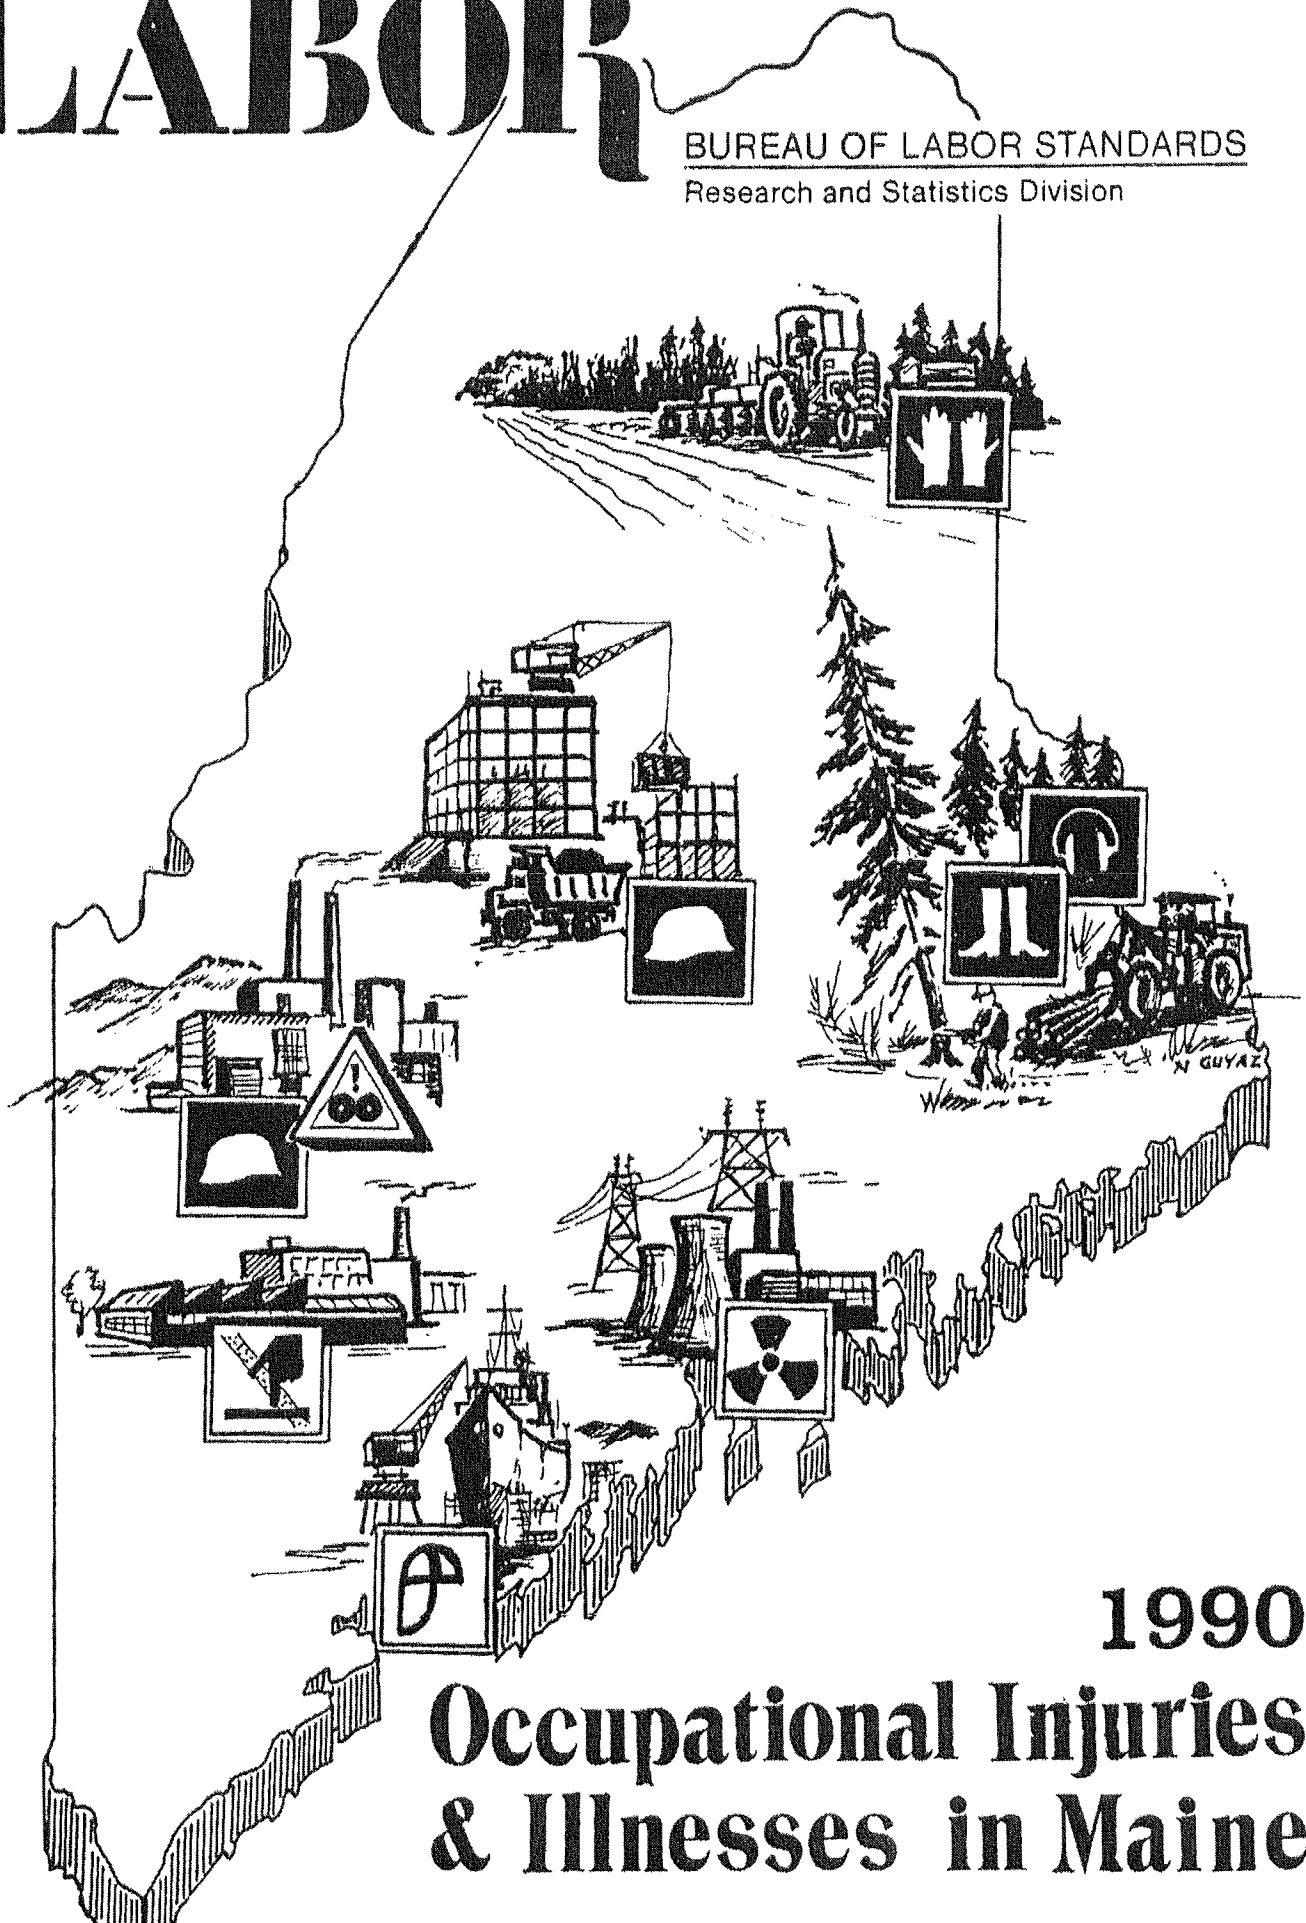 LABOR
BUREAU OF LABOR STANDARDS
Research and Statistics Division
N GUYAZ
1990
Occupational Injuries
& Illnesses in Maine